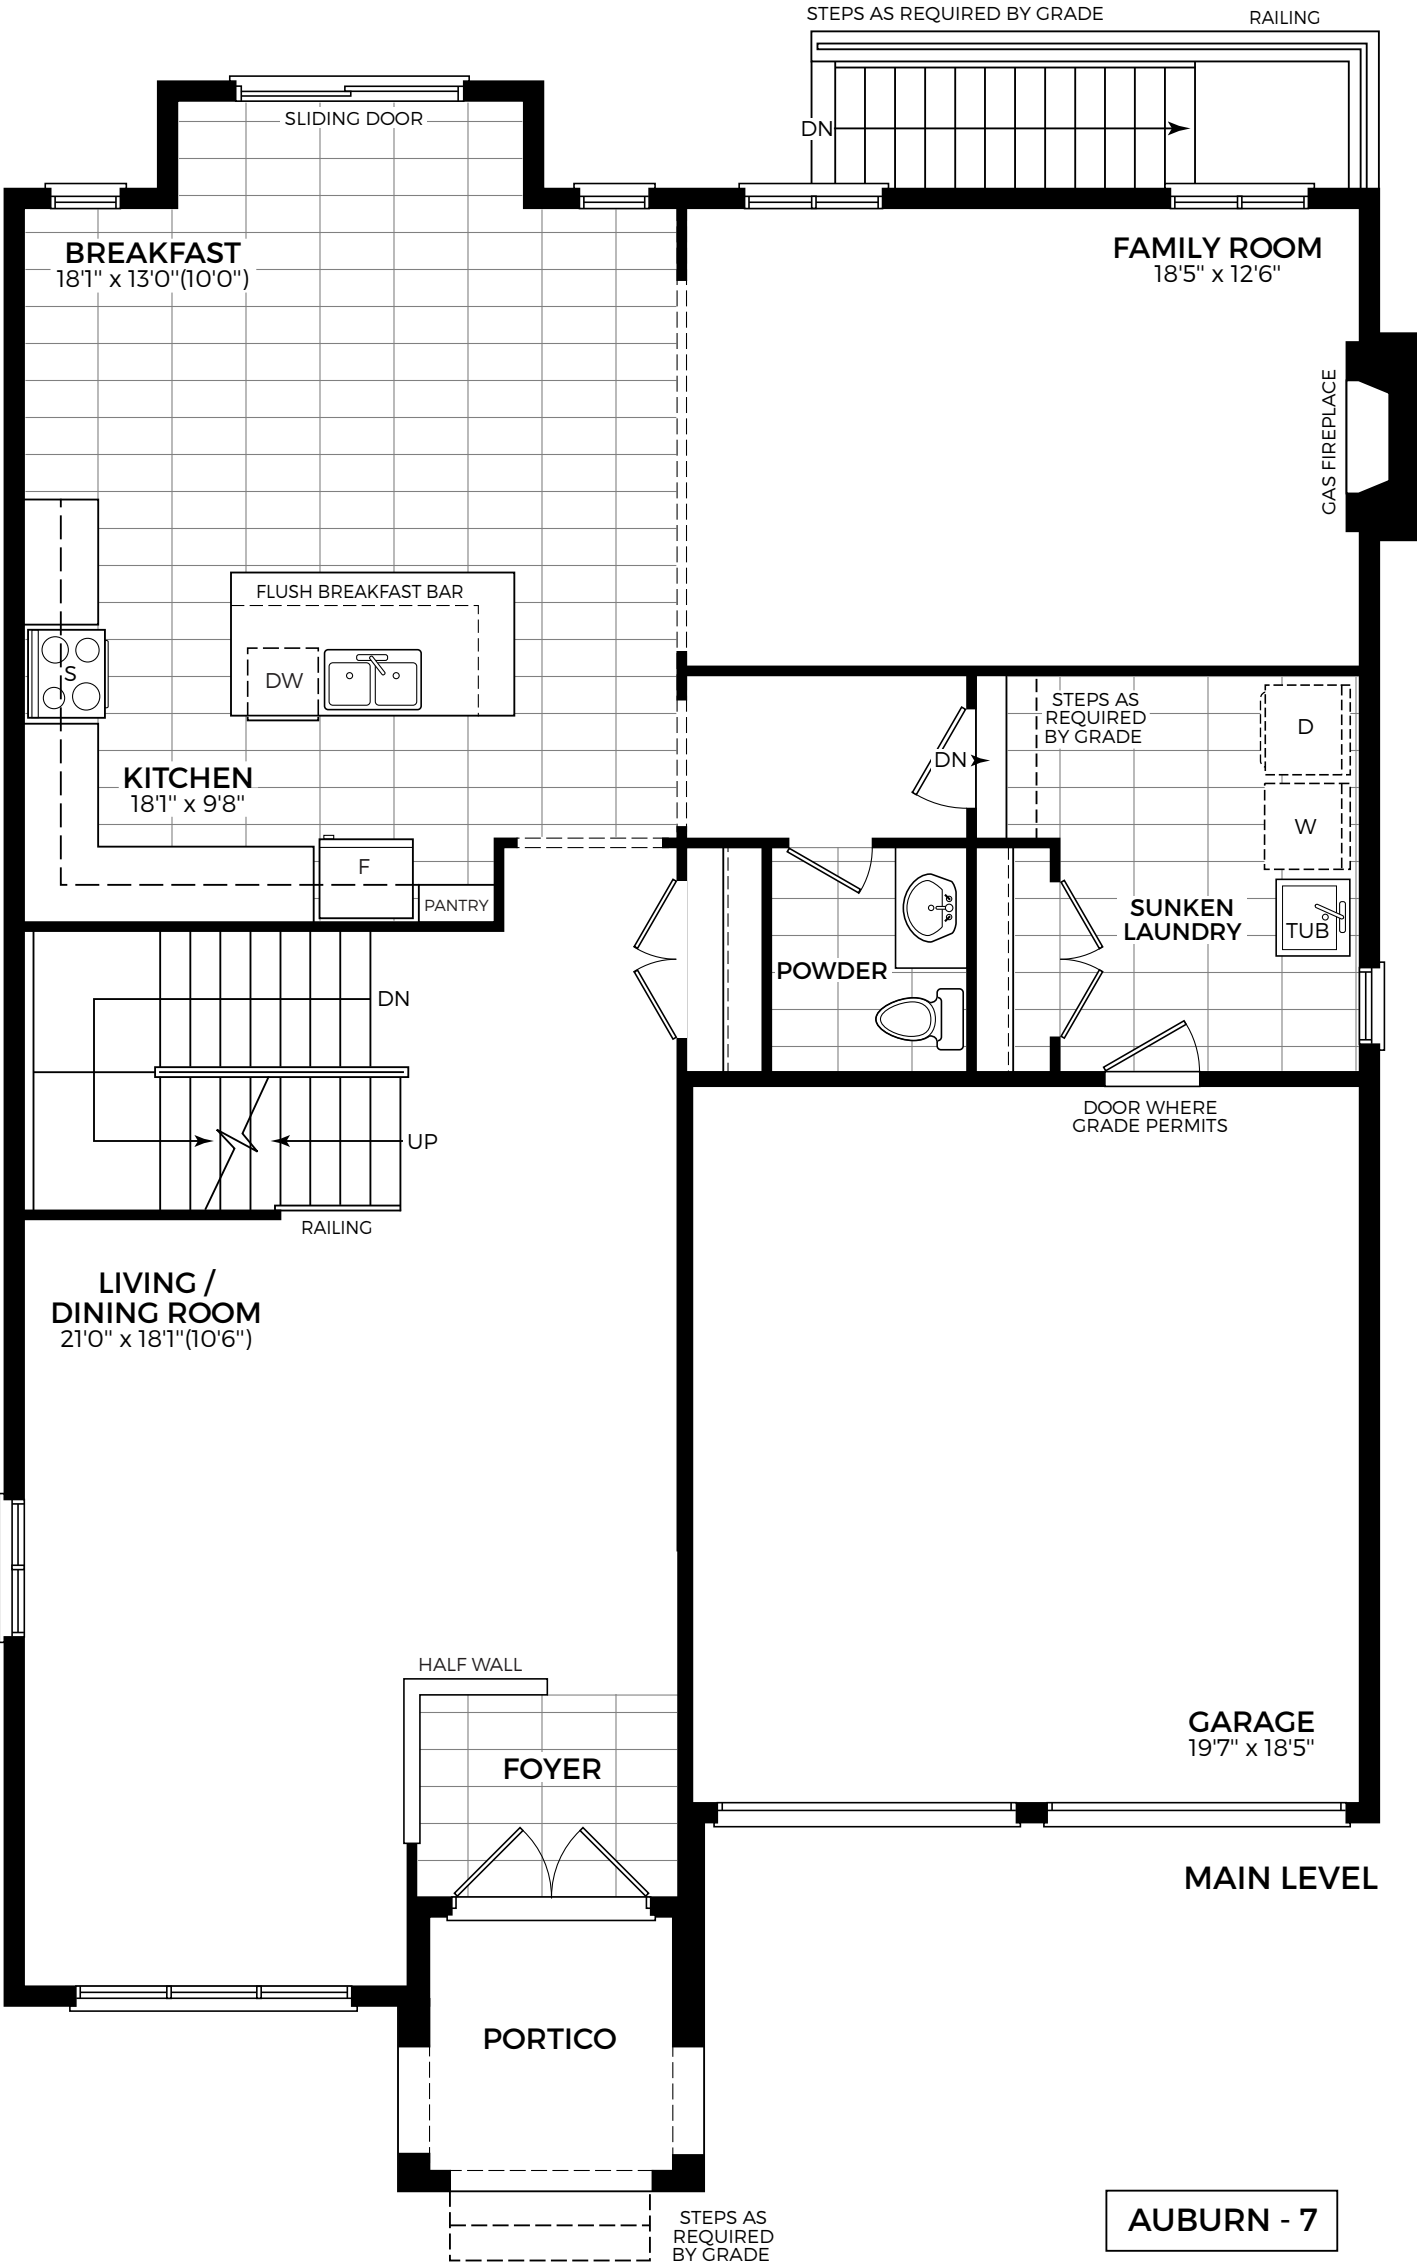 STEPS AS REQUIRED BY GRADE
RAILING
DN
SLIDING DOOR
BREAKFAST
18'1" x 13'0"(10'0")
FAMILY ROOM
18'5" x 12'6"
GAS FIREPLACE
FLUSH BREAKFAST BAR
DW
S
KITCHEN
18'1" x 9'8"
F
PANTRY
STEPS AS
REQUIRED
BY GRADE
DN
D
W
TUB
SUNKEN
LAUNDRY
POWDER
DN
UP
RAILING
DOOR WHERE
GRADE PERMITS
LIVING /
DINING ROOM
21'0" x 18'1"(10'6")
HALF WALL
FOYER
GARAGE
19'7" x 18'5"
MAIN LEVEL
PORTICO
STEPS AS
REQUIRED
BY GRADE
AUBURN - 7